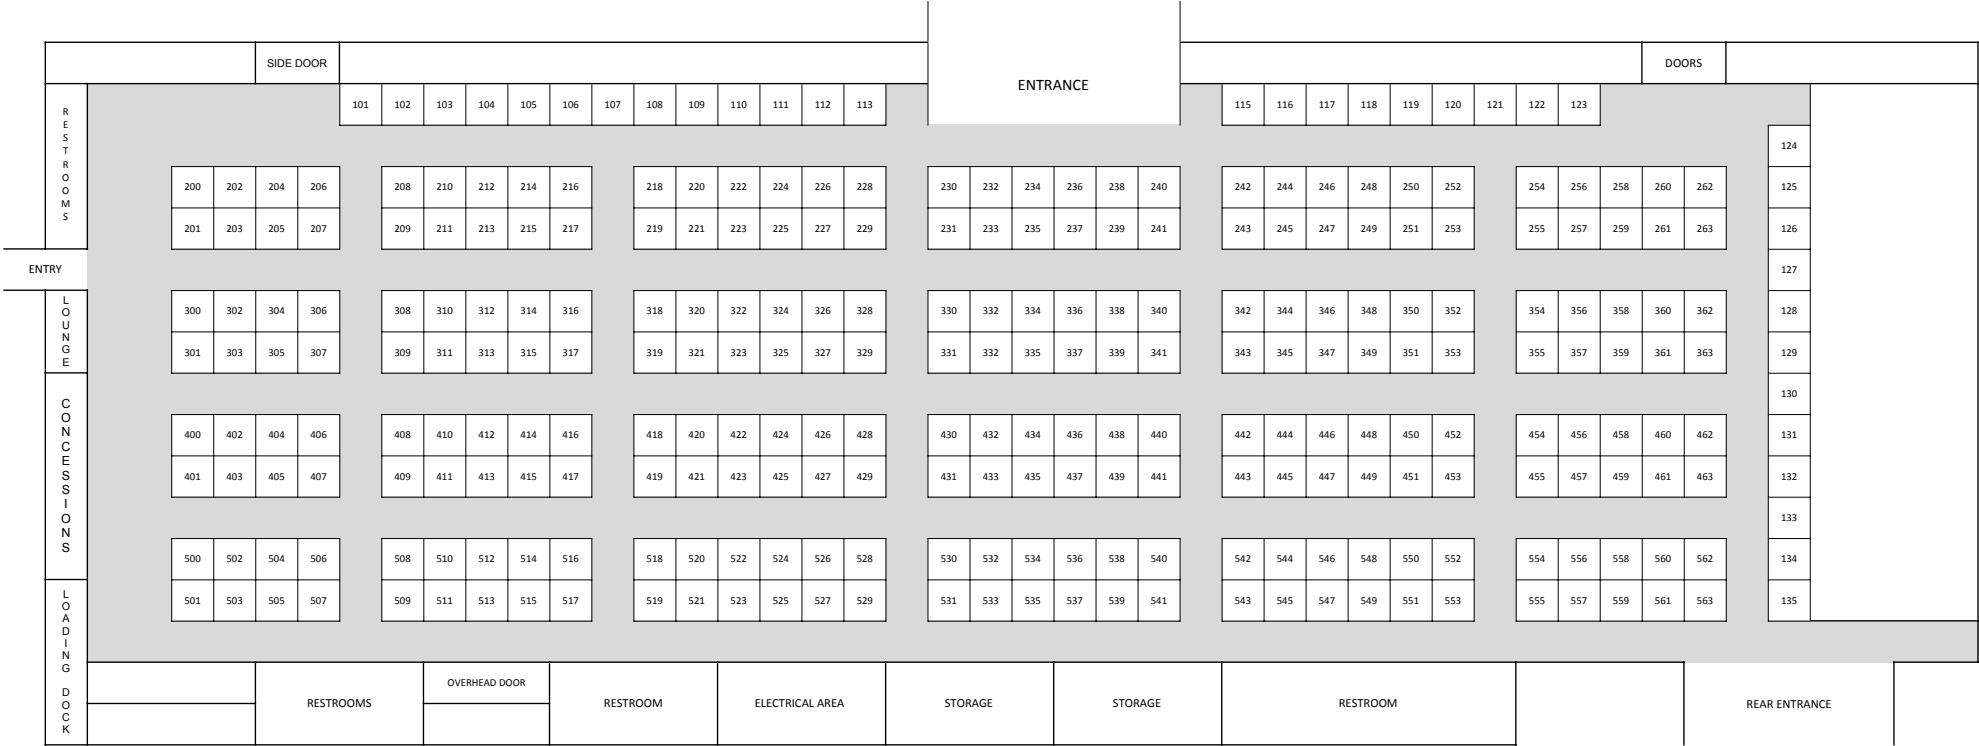 SIDE DOOR
ENTRANCE
DOORS
101 102 103 104 105 106 107 108 109 110 111 112 113 115 116 117 118 119 120 121 122 123
RESTROOMS
124
200 202 204 206 208 210 212 214 216 218 220 222 224 226 228 230 232 234 236 238 240 242 244 246 248 250 252 254 256 258 260 262 125
201 203 205 207 209 211 213 215 217 219 221 223 225 227 229 231 233 235 237 239 241 243 245 247 249 251 253 255 257 259 261 263 126
ENTRY
127
LOUNGE
300 302 304 306 308 310 312 314 316 318 320 322 324 326 328 330 332 334 336 338 340 342 344 346 348 350 352 354 356 358 360 362 128
301 303 305 307 309 311 313 315 317 319 321 323 325 327 329 331 332 335 337 339 341 343 345 347 349 351 353 355 357 359 361 363 129
130
CONCESSIONS
400 402 404 406 408 410 412 414 416 418 420 422 424 426 428 430 432 434 436 438 440 442 444 446 448 450 452 454 456 458 460 462 131
401 403 405 407 409 411 413 415 417 419 421 423 425 427 429 431 433 435 437 439 441 443 445 447 449 451 453 455 457 459 461 463 132
133
500 502 504 506 508 510 512 514 516 518 520 522 524 526 528 530 532 534 536 538 540 542 544 546 548 550 552 554 556 558 560 562 134
501 503 505 507 509 511 513 515 517 519 521 523 525 527 529 531 533 535 537 539 541 543 545 547 549 551 553 555 557 559 561 563 135
LOADING DOCK
RESTROOMS
OVERHEAD DOOR
RESTROOM
ELECTRICAL AREA
STORAGE
STORAGE
RESTROOM
REAR ENTRANCE